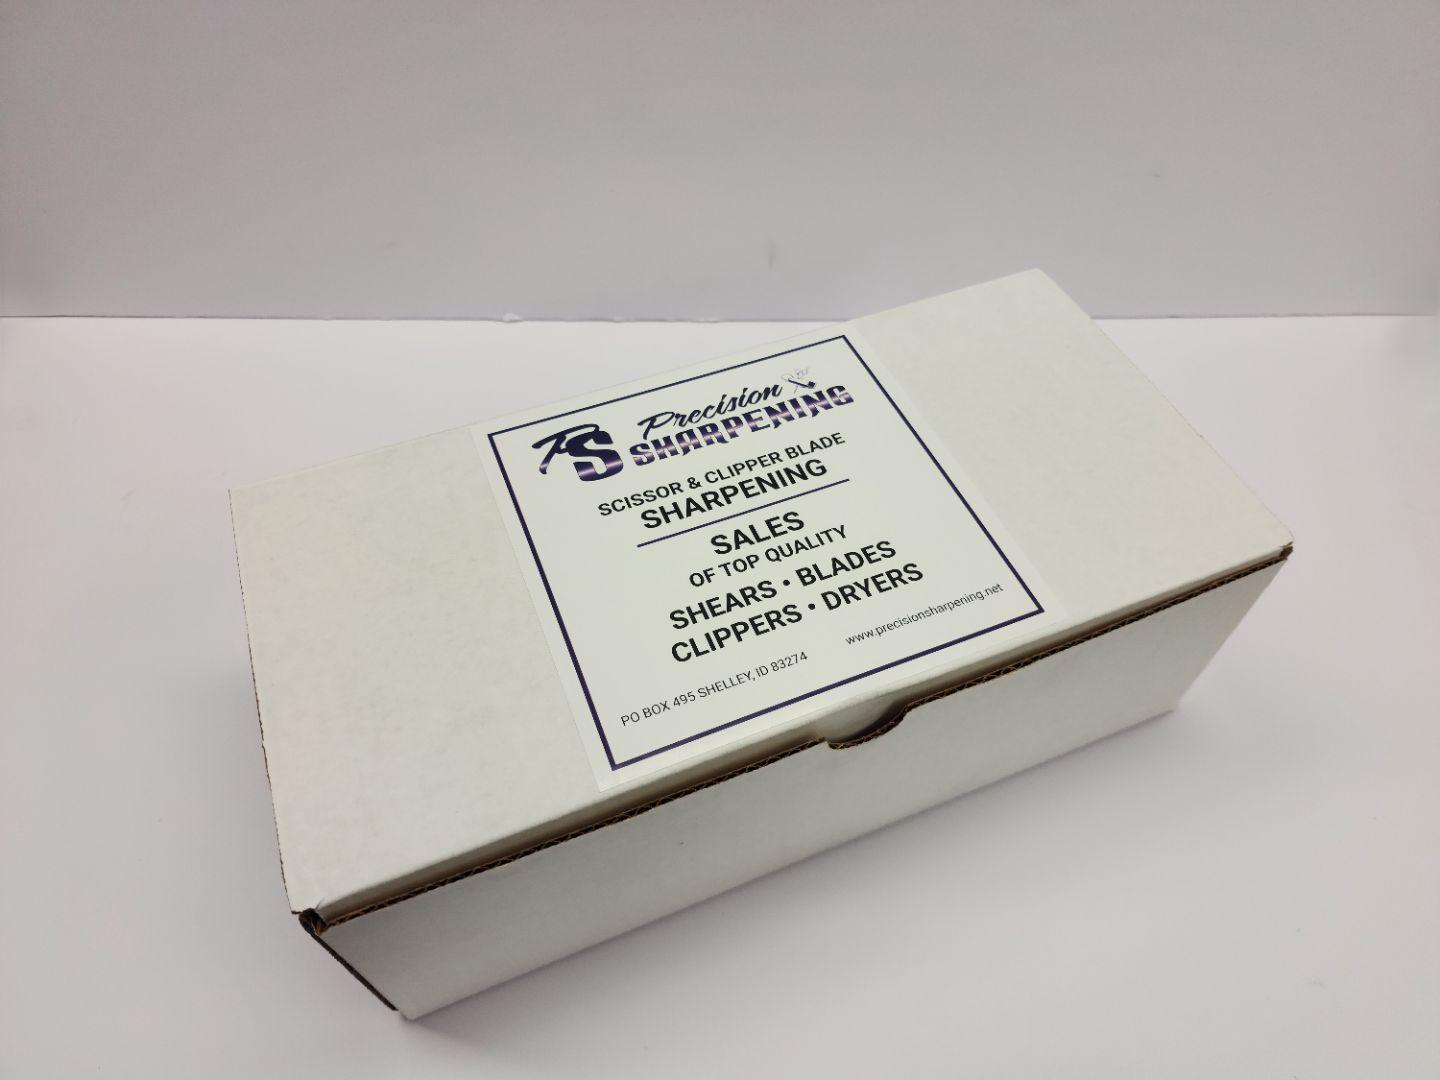 PS Precision
SHARPENING
SCISSOR & CLIPPER BLADE
SHARPENING
SALES
OF TOP QUALITY
SHEARS • BLADES
CLIPPERS • DRYERS
PO BOX 495 SHELLEY, ID 83274
www.precisionsharpening.net